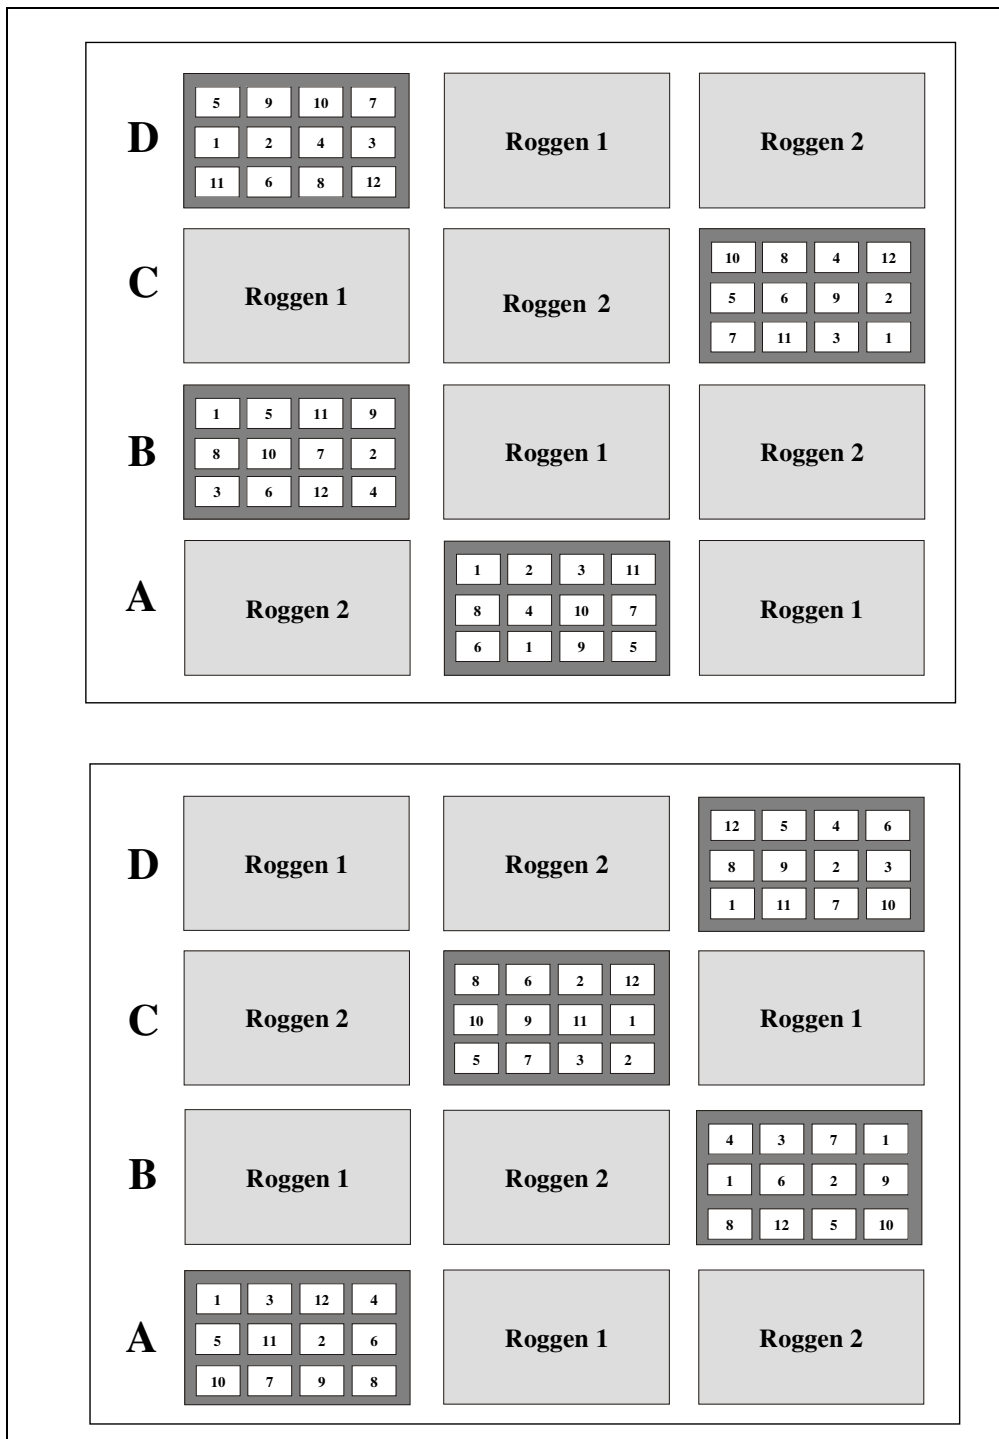 5 9 10 7
D 1 2 4 3 Roggen 1 Roggen 2
11 6 8 12
10 8 4 12
C Roggen 1 Roggen 2 5 6 9 2
7 11 3 1
1 5 11 9
B 8 10 7 2 Roggen 1 Roggen 2
3 6 12 4
1 2 3 11
A Roggen 2 8 4 10 7 Roggen 1
6 1 9 5
12 5 4 6
D Roggen 1 Roggen 2 8 9 2 3
1 11 7 10
8 6 2 12
C Roggen 2 10 9 11 1 Roggen 1
5 7 3 2
4 3 7 1
B Roggen 1 Roggen 2 1 6 2 9
8 12 5 10
1 3 12 4
A 5 11 2 6 Roggen 1 Roggen 2
10 7 9 8